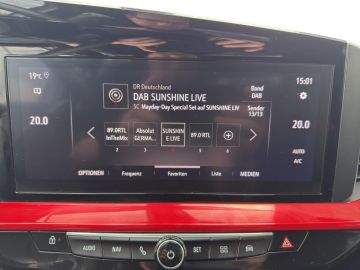 19°C
15:01
DR Deutschland
DAB SUNSHINE LIVE
Band
DAB
SC Mayday-Day Special Set auf SUNSHINE LIV
Sender
13/13
20.0
20.0
89.0RTL
InTheMix
Absolut
GERMA...
SUNSHIN
E LIVE
89.0 RTL
2
3
5
6
AUTO
A/C
OPTIONEN
Frequenz
Favoriten
Liste
MEDIEN
AUDIO
NAV
SET